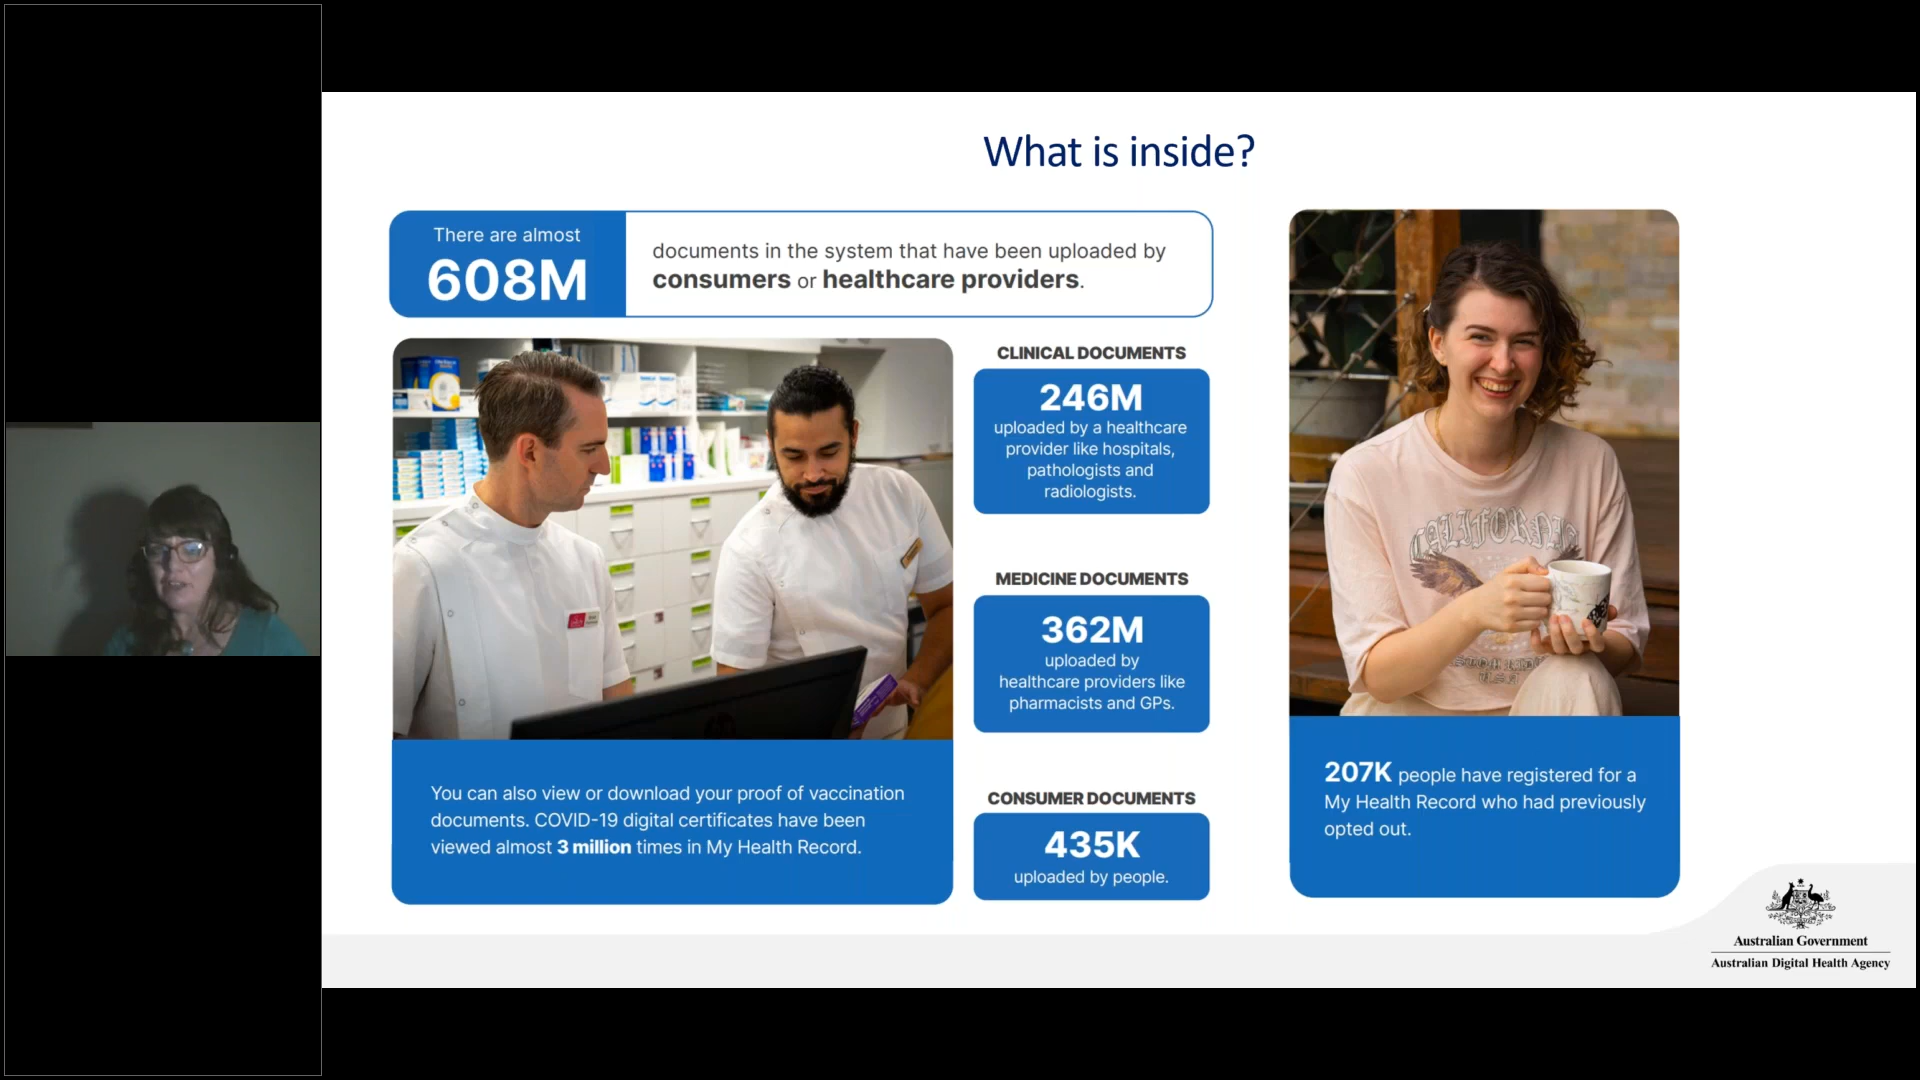 What is inside?
There are almost
608M
documents in the system that have been uploaded by
consumers or healthcare providers.
CLINICAL DOCUMENTS
246M
uploaded by a healthcare
provider like hospitals,
pathologists and
radiologists.
MEDICINE DOCUMENTS
362M
uploaded by
healthcare providers like
pharmacists and GPs.
CONSUMER DOCUMENTS
435K
uploaded by people.
You can also view or download your proof of vaccination
documents. COVID-19 digital certificates have been
viewed almost 3 million times in My Health Record.
CALIFORNIA
207K people have registered for a
My Health Record who had previously
opted out.
Australian Government
Australian Digital Health Agency